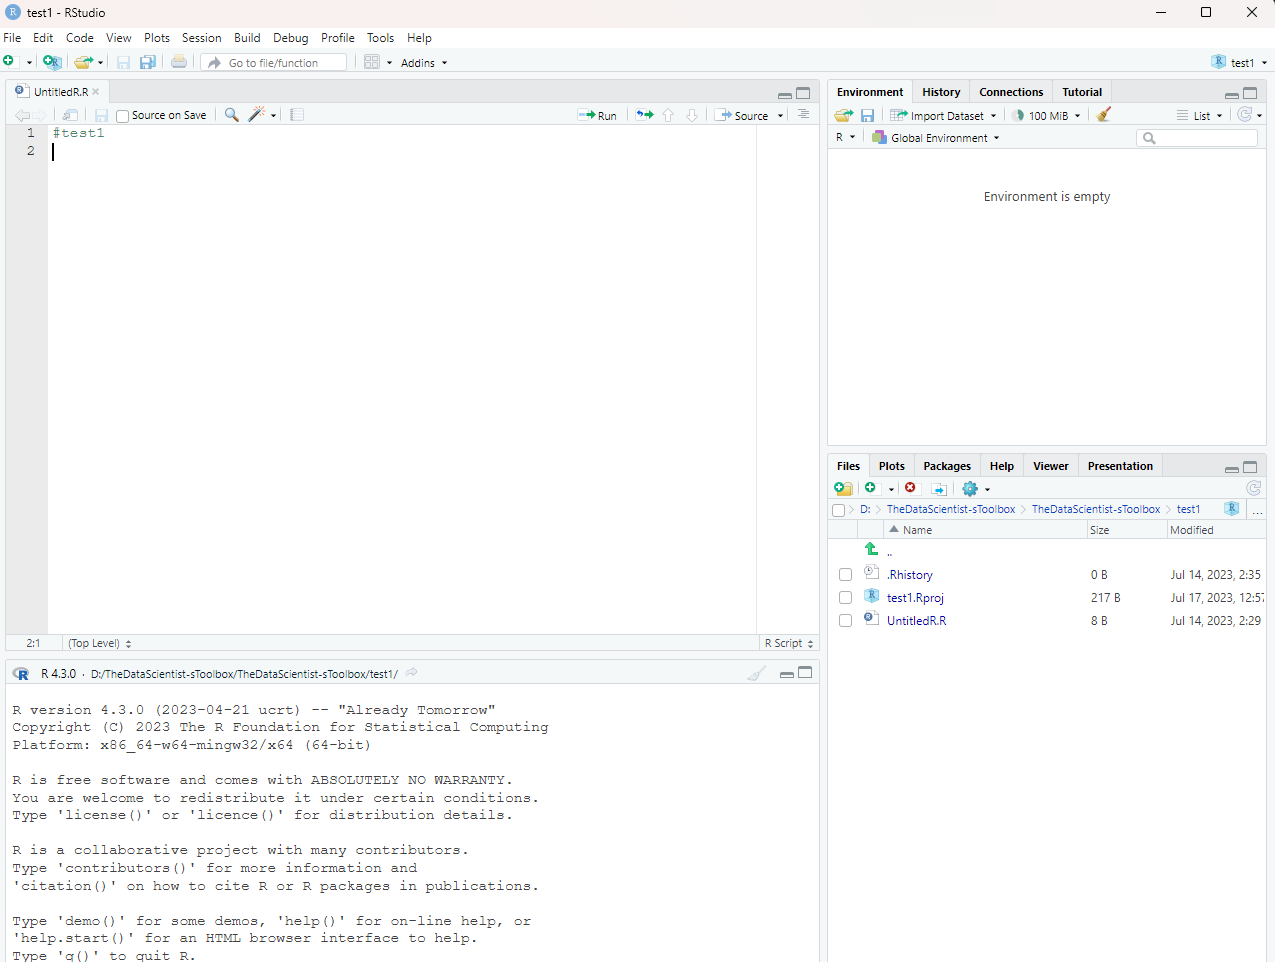 test1 - RStudio
File Edit Code View Plots Session Build Debug Profile Tools Help
Go to file/function Addins test1
UntitledR.R
Source on Save Run Source
1 #test1
2
2:1 (Top Level) R Script
R 4.3.0 · D:/TheDataScientist-sToolbox/TheDataScientist-sToolbox/test1/
R version 4.3.0 (2023-04-21 ucrt) -- "Already Tomorrow"
Copyright (C) 2023 The R Foundation for Statistical Computing
Platform: x86_64-w64-mingw32/x64 (64-bit)
R is free software and comes with ABSOLUTELY NO WARRANTY.
You are welcome to redistribute it under certain conditions.
Type 'license()' or 'licence()' for distribution details.
R is a collaborative project with many contributors.
Type 'contributors()' for more information and
'citation()' on how to cite R or R packages in publications.
Type 'demo()' for some demos, 'help()' for on-line help, or
'help.start()' for an HTML browser interface to help.
Type 'q()' to quit R.
Environment History Connections Tutorial
Import Dataset 100 MiB List
R Global Environment
Environment is empty
Files Plots Packages Help Viewer Presentation
D: TheDataScientist-sToolbox TheDataScientist-sToolbox test1 ...
Name Size Modified
..
.Rhistory 0 B Jul 14, 2023, 2:35
test1.Rproj 217 B Jul 17, 2023, 12:57
UntitledR.R 8 B Jul 14, 2023, 2:29